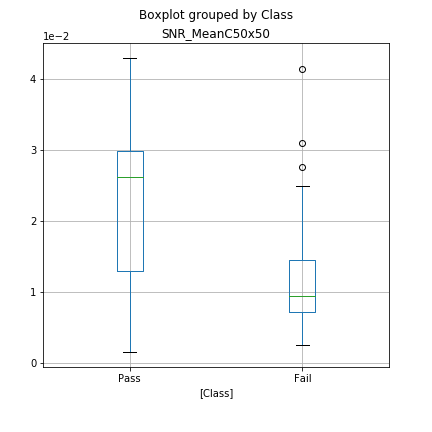 Boxplot grouped by Class
SNR_MeanC50x50
1e−2
4
3
2
1
0
Pass Fail
[Class]